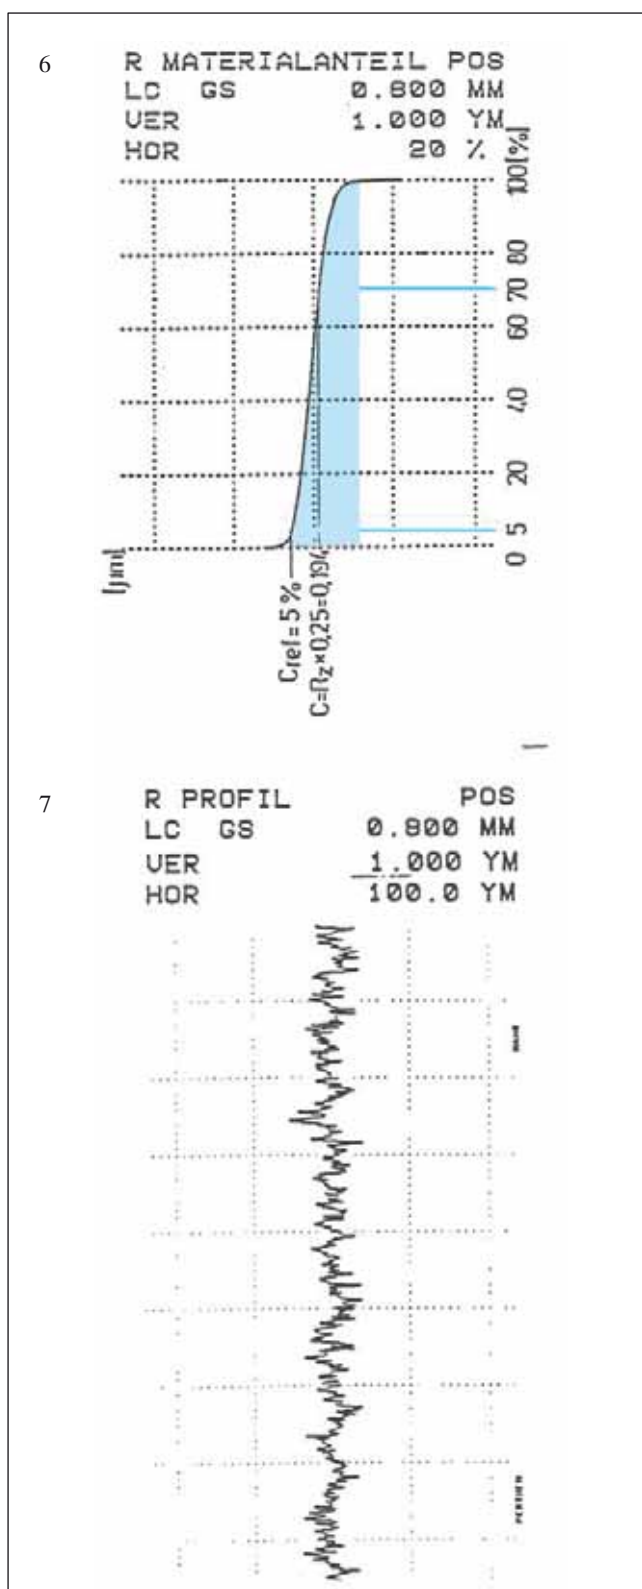 6
R MATERIALANTEIL POS
LC GS 0.800 MM
VER 1.000 YM
HOR 20 %
100 [%]
80
70
60
40
20
5
0
[µm]
Cref = 5 %
C=Rz×0,25=0,194
7
R PROFIL POS
LC GS 0.800 MM
VER 1.000 YM
HOR 100.0 YM
PERTHEN